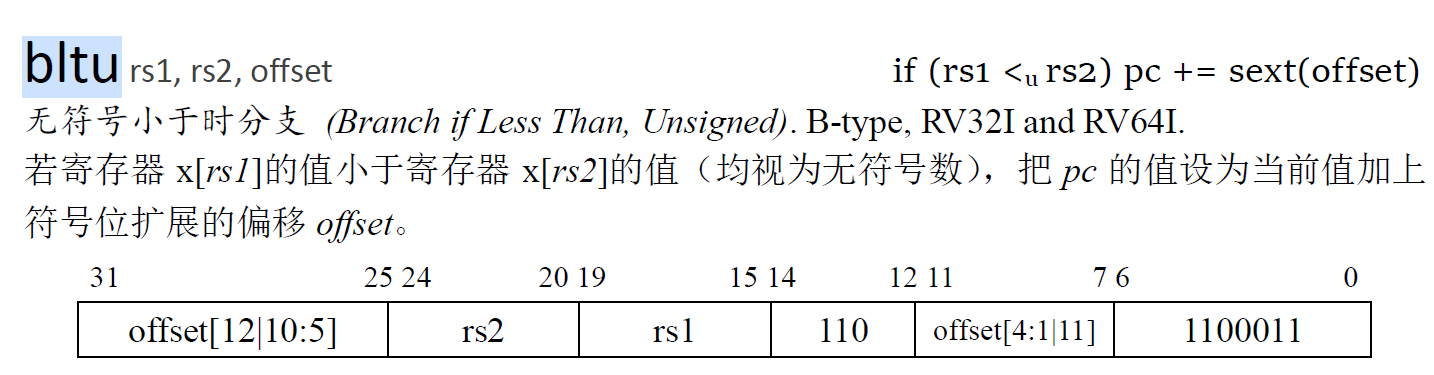 bltu rs1, rs2, offset if (rs1 <u rs2) pc += sext(offset)
无符号小于时分支 (Branch if Less Than, Unsigned). B-type, RV32I and RV64I.
若寄存器 x[rs1]的值小于寄存器 x[rs2]的值（均视为无符号数），把 pc 的值设为当前值加上
符号位扩展的偏移 offset。
31 25 24 20 19 15 14 12 11 7 6 0
offset[12|10:5] rs2 rs1 110 offset[4:1|11] 1100011